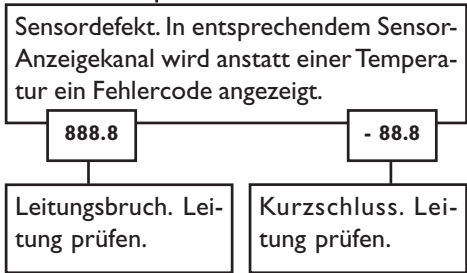 Sensordefekt. In entsprechendem Sensor-
Anzeigekanal wird anstatt einer Tempera-
tur ein Fehlercode angezeigt.
888.8
- 88.8
Leitungsbruch. Lei-
tung prüfen.
Kurzschluss. Lei-
tung prüfen.